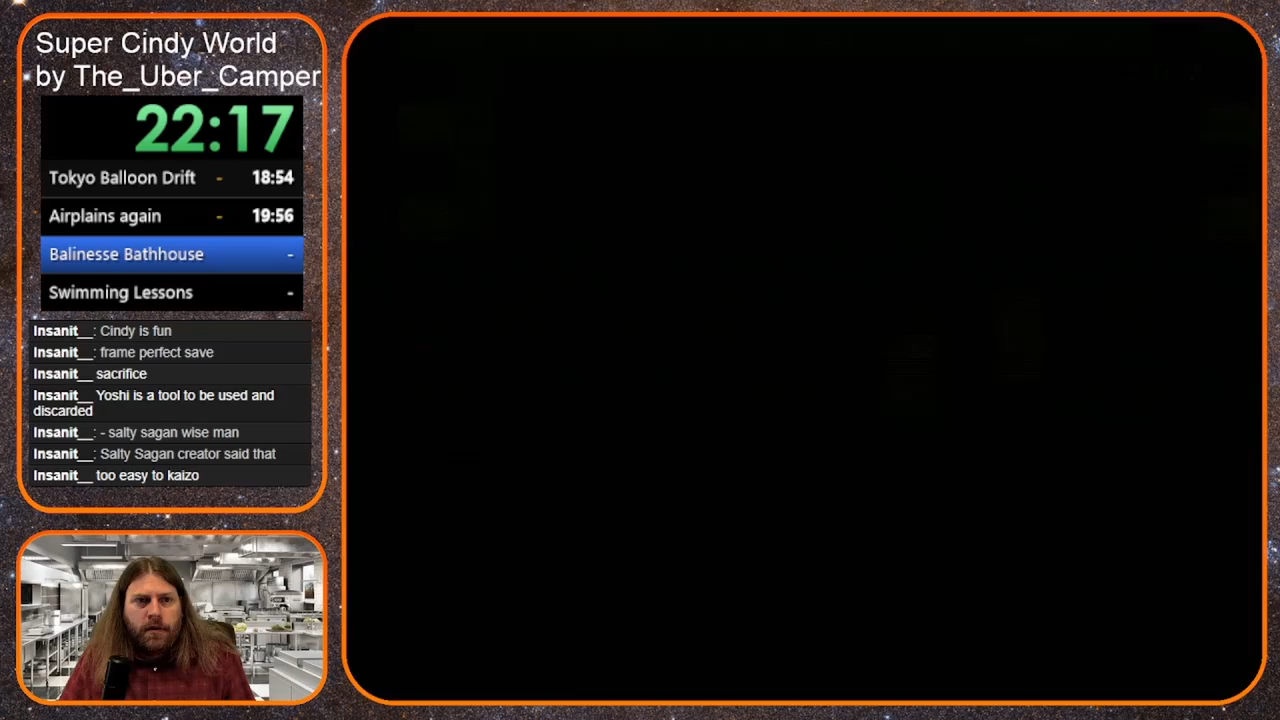 Super Cindy World
by The_Uber_Camper
22:17
Tokyo Balloon Drift - 18:54
Airplains again - 19:56
Balinesse Bathhouse -
Swimming Lessons -
Insanit__: Cindy is fun
Insanit__: frame perfect save
Insanit__ sacrifice
Insanit__ Yoshi is a tool to be used and
discarded
Insanit__: - salty sagan wise man
Insanit__: Salty Sagan creator said that
Insanit__ too easy to kaizo